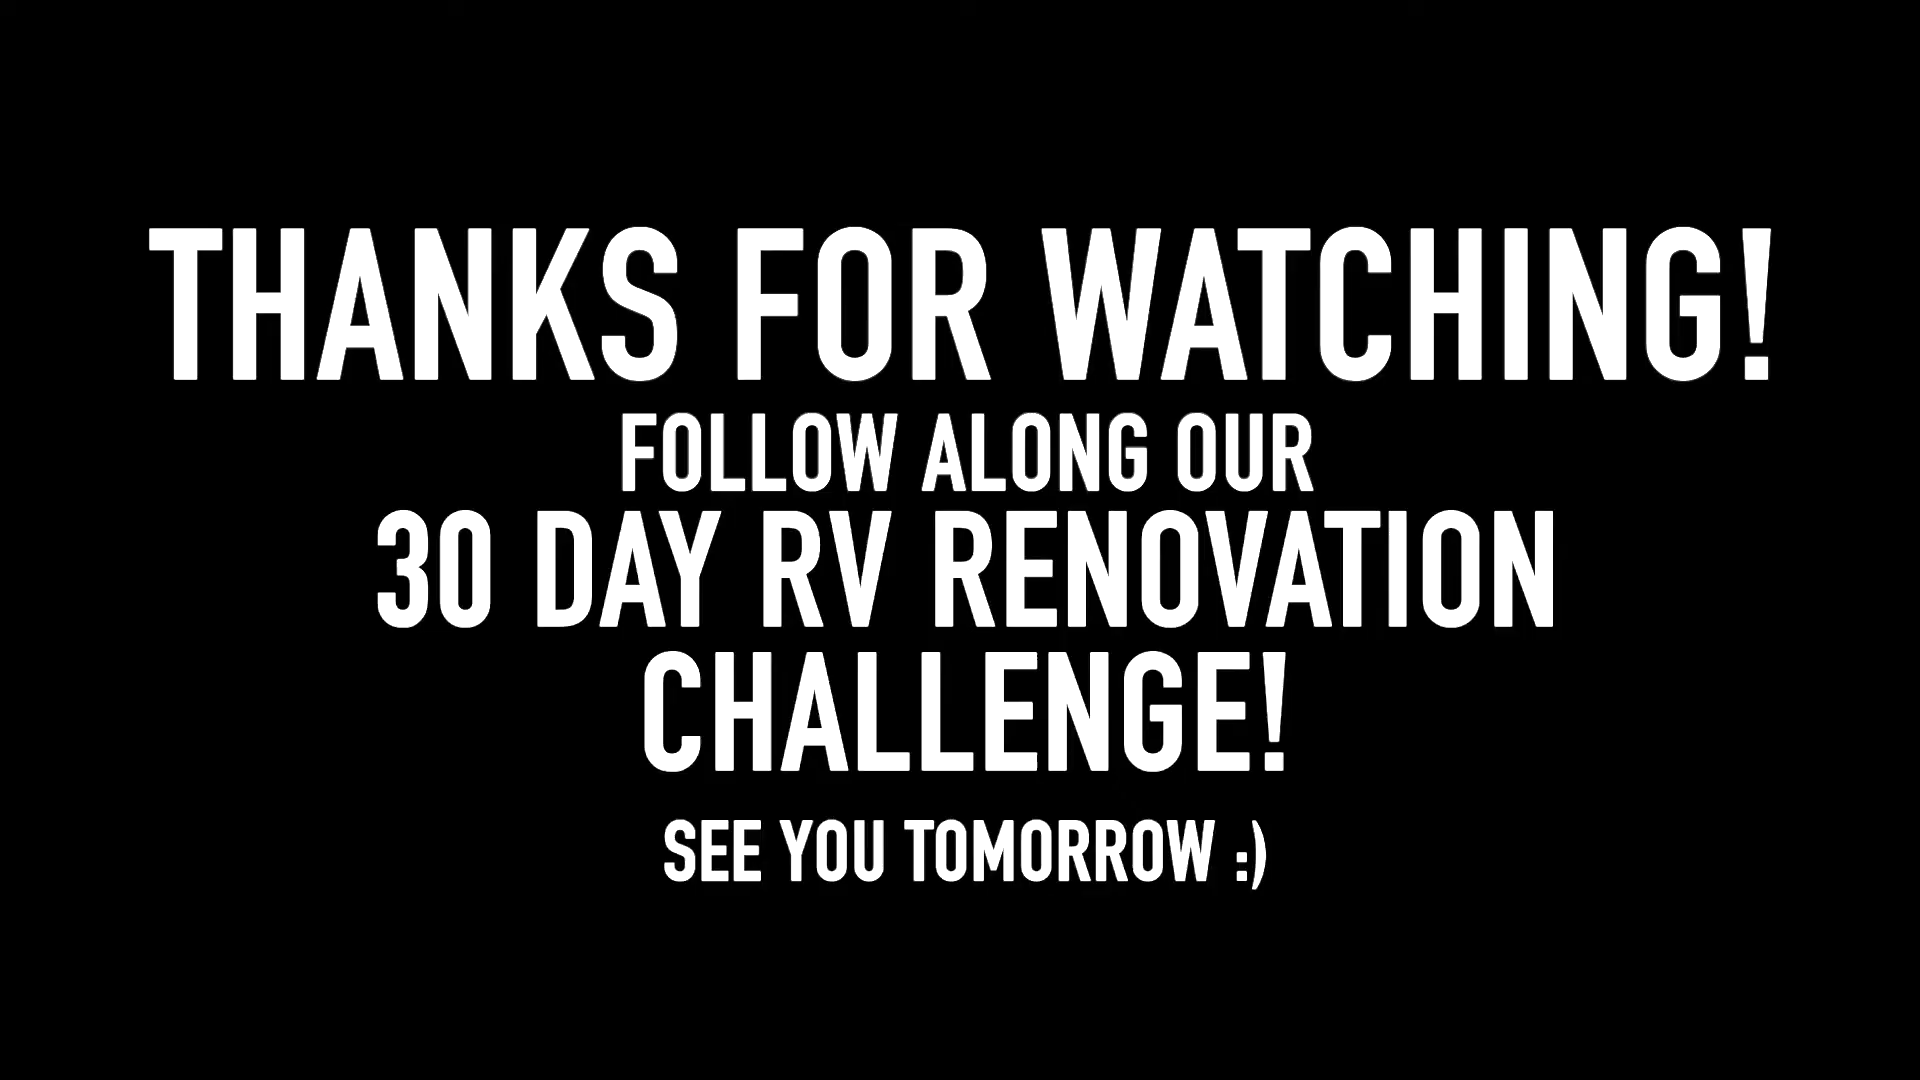 THANKS FOR WATCHING!
FOLLOW ALONG OUR
30 DAY RV RENOVATION
CHALLENGE!
SEE YOU TOMORROW :)